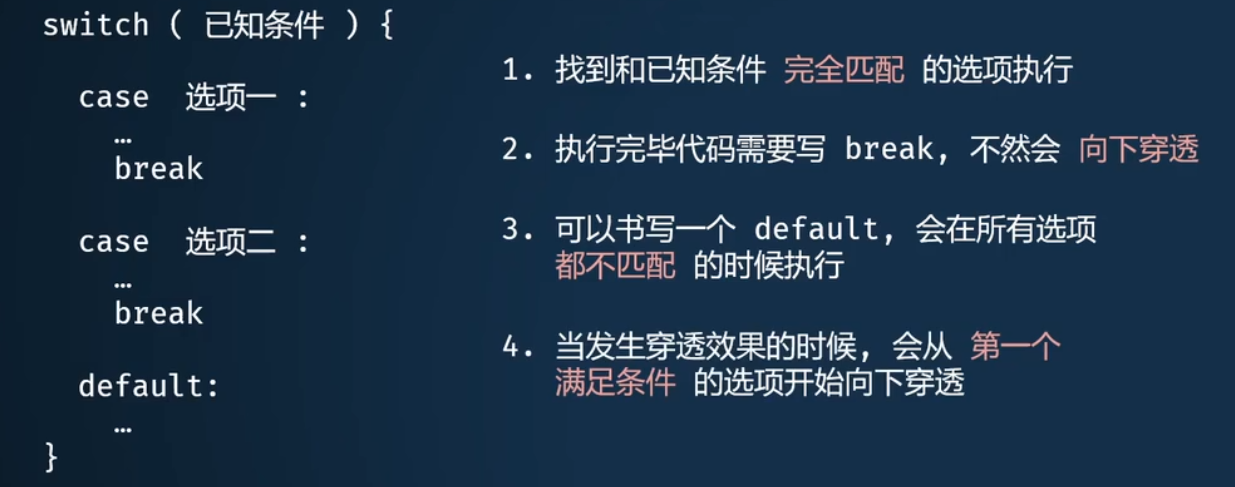 switch ( 已知条件 ) {
case 选项一 :
…
break
case 选项二 :
…
break
default:
…
}
1. 找到和已知条件 完全匹配 的选项执行
2. 执行完毕代码需要写 break, 不然会 向下穿透
3. 可以书写一个 default, 会在所有选项
都不匹配 的时候执行
4. 当发生穿透效果的时候, 会从 第一个
满足条件 的选项开始向下穿透